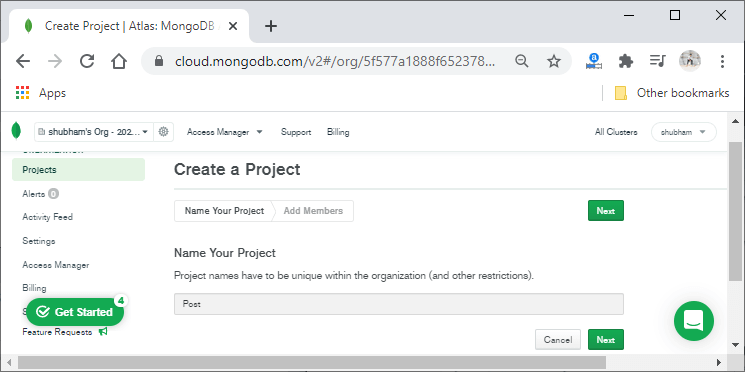 Create Project | Atlas: MongoDB
cloud.mongodb.com/v2#/org/5f577a1888f652378...
Apps
Other bookmarks
shubham's Org - 202...
Access Manager
Support
Billing
All Clusters
shubham
Projects
Alerts 0
Activity Feed
Settings
Access Manager
Billing
Get Started
4
Feature Requests
Create a Project
Name Your Project
Add Members
Next
Name Your Project
Project names have to be unique within the organization (and other restrictions).
Post
Cancel
Next